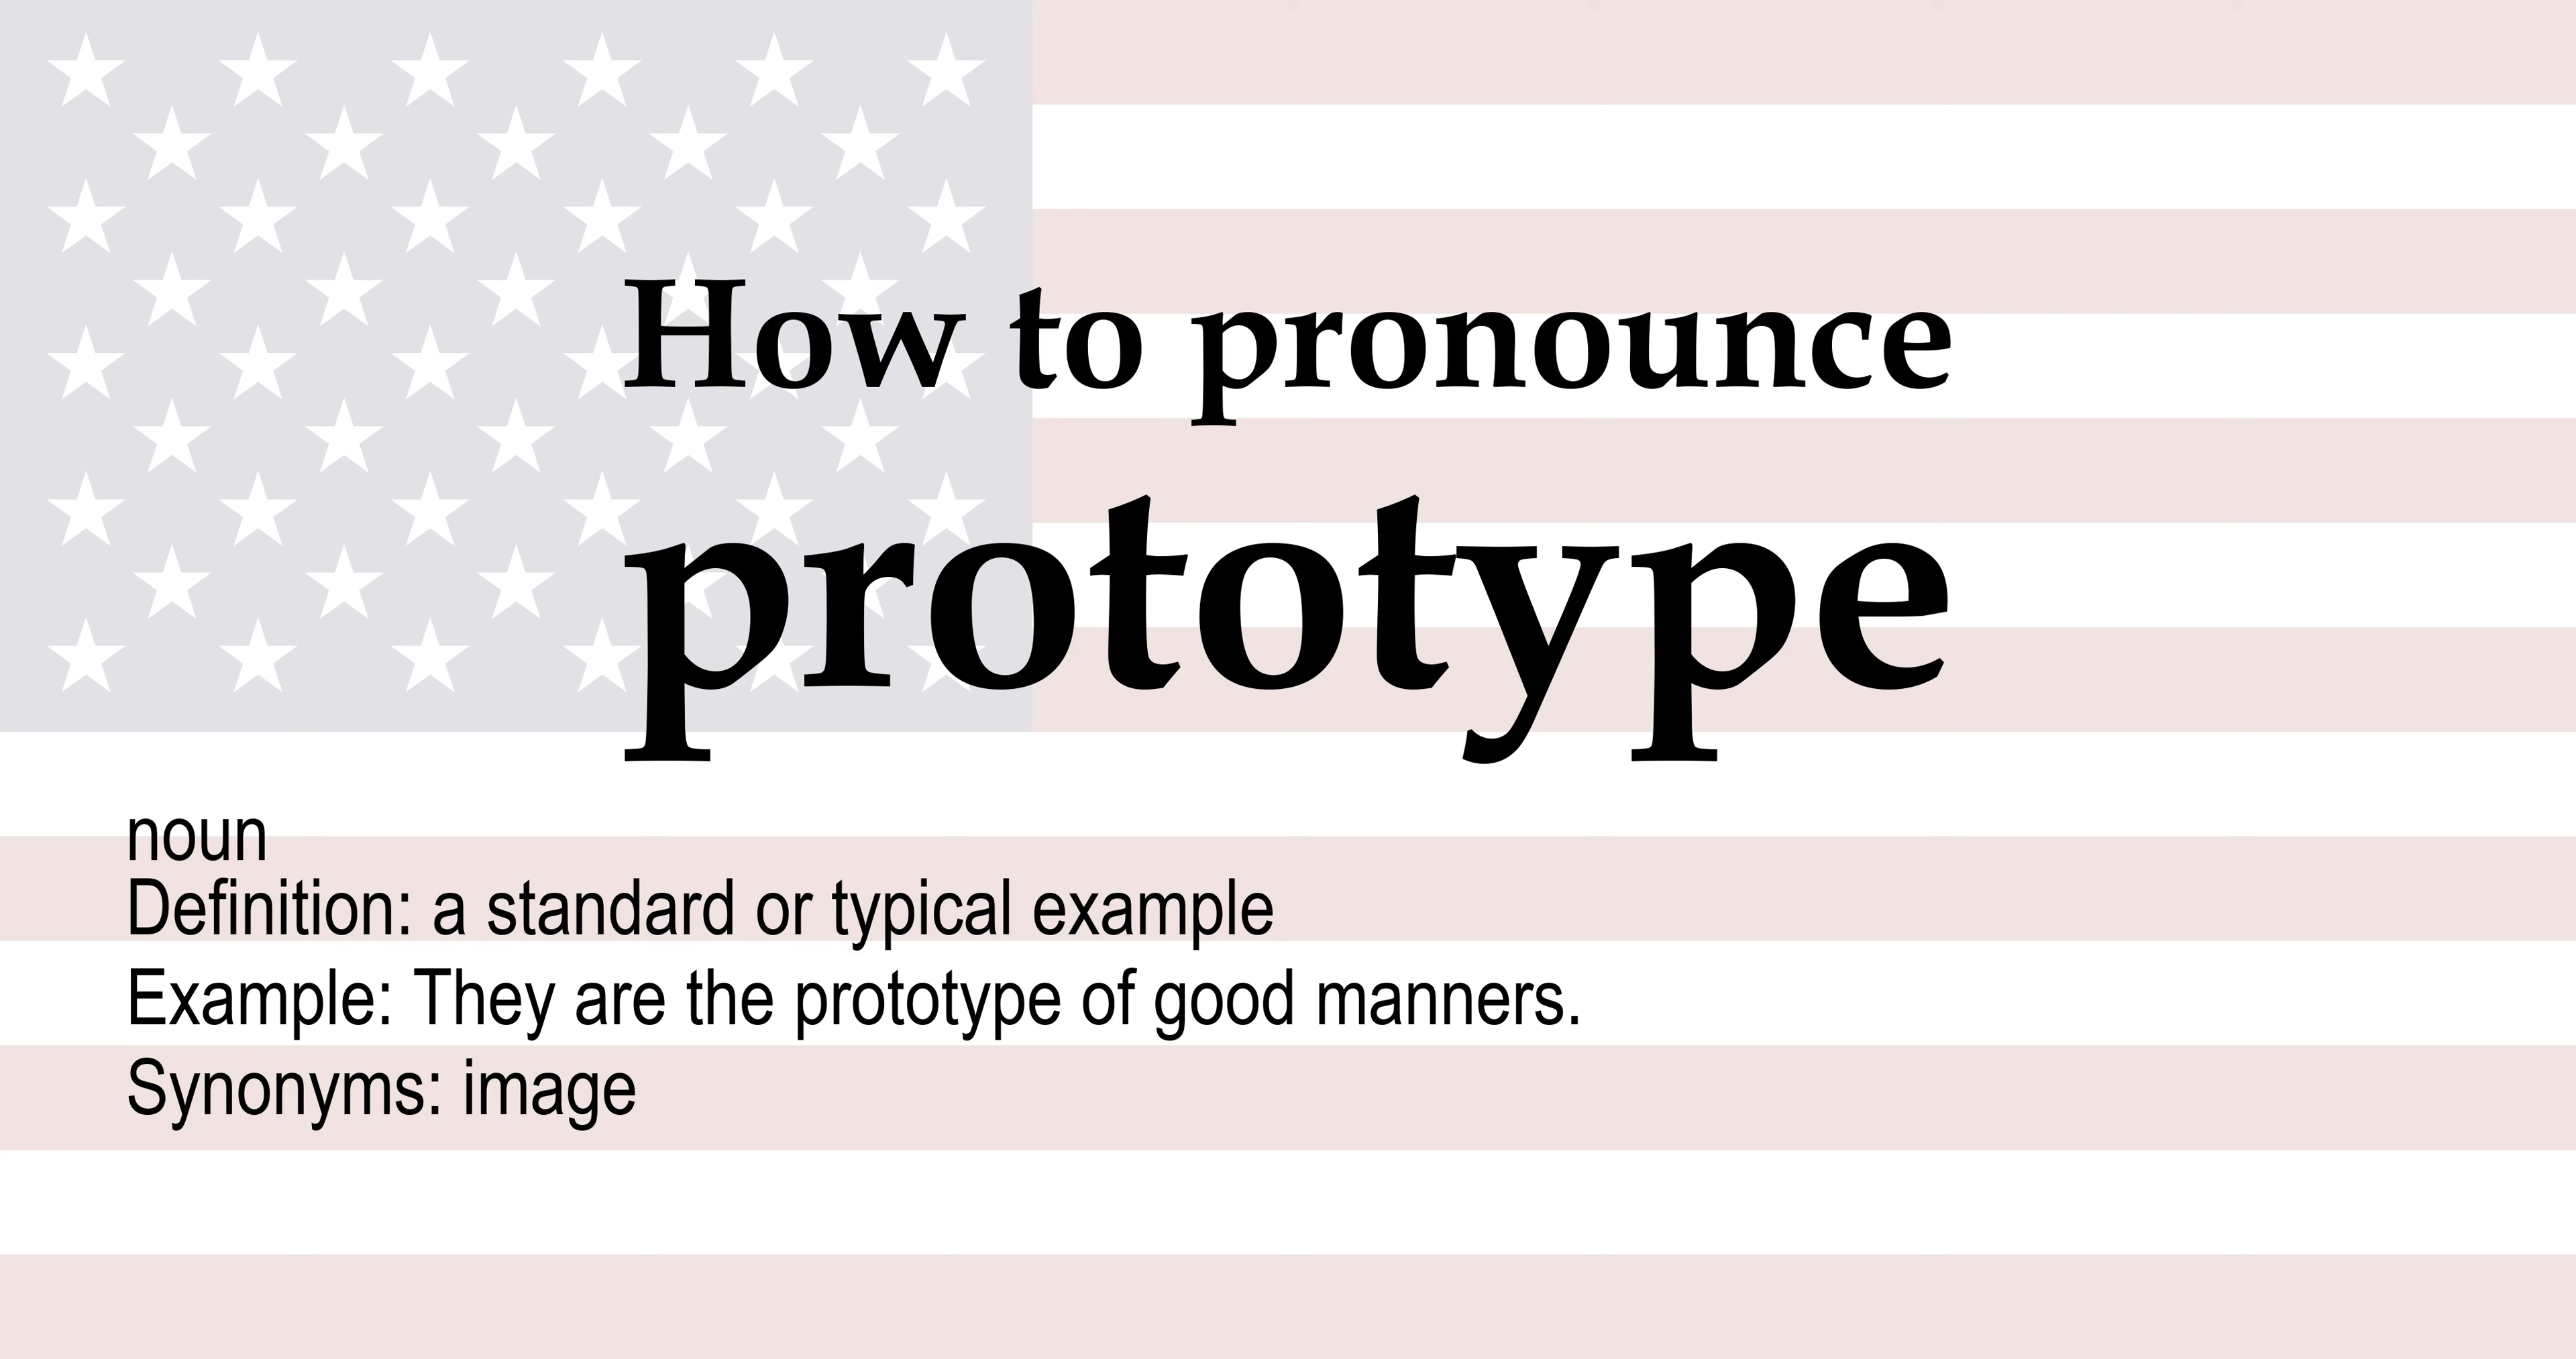 How to pronounce
prototype
noun
Definition: a standard or typical example
Example: They are the prototype of good manners.
Synonyms: image